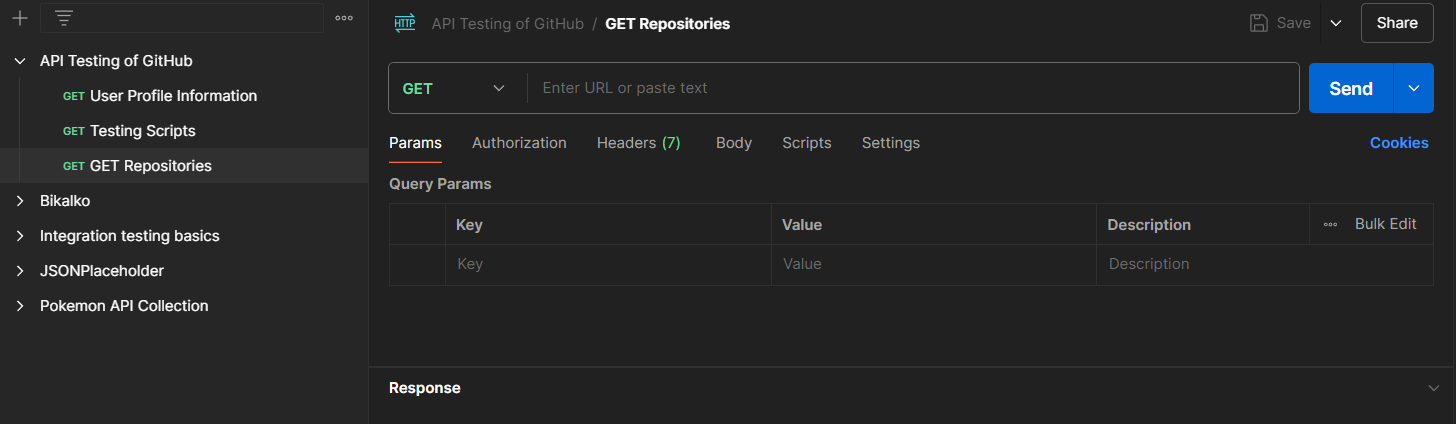 HTTP API Testing of GitHub / GET Repositories
Save
Share
API Testing of GitHub
GET User Profile Information
GET Testing Scripts
GET GET Repositories
Bikalko
Integration testing basics
JSONPlaceholder
Pokemon API Collection
GET Enter URL or paste text
Send
Params Authorization Headers (7) Body Scripts Settings Cookies
Query Params
Key Value Description Bulk Edit
Key Value Description
Response